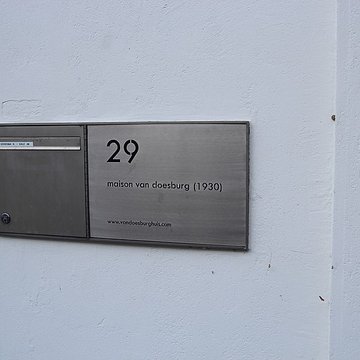 29
maison van doesburg (1930)
www.vandoesburghuis.com